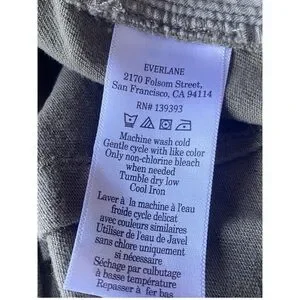 EVERLANE
2170 Folsom Street,
San Francisco, CA 94114
RN# 139393
Machine wash cold
Gentle cycle with like color
Only non-chlorine bleach
when needed
Tumble dry low
Cool Iron
Laver à la machine à l'eau
froide cycle delicat
avec couleurs similaires
Utiliser de l'eau de Javel
sans chlore uniquement
si nécessaire
Séchage par culbutage
à basse température
Repasser à fer bas